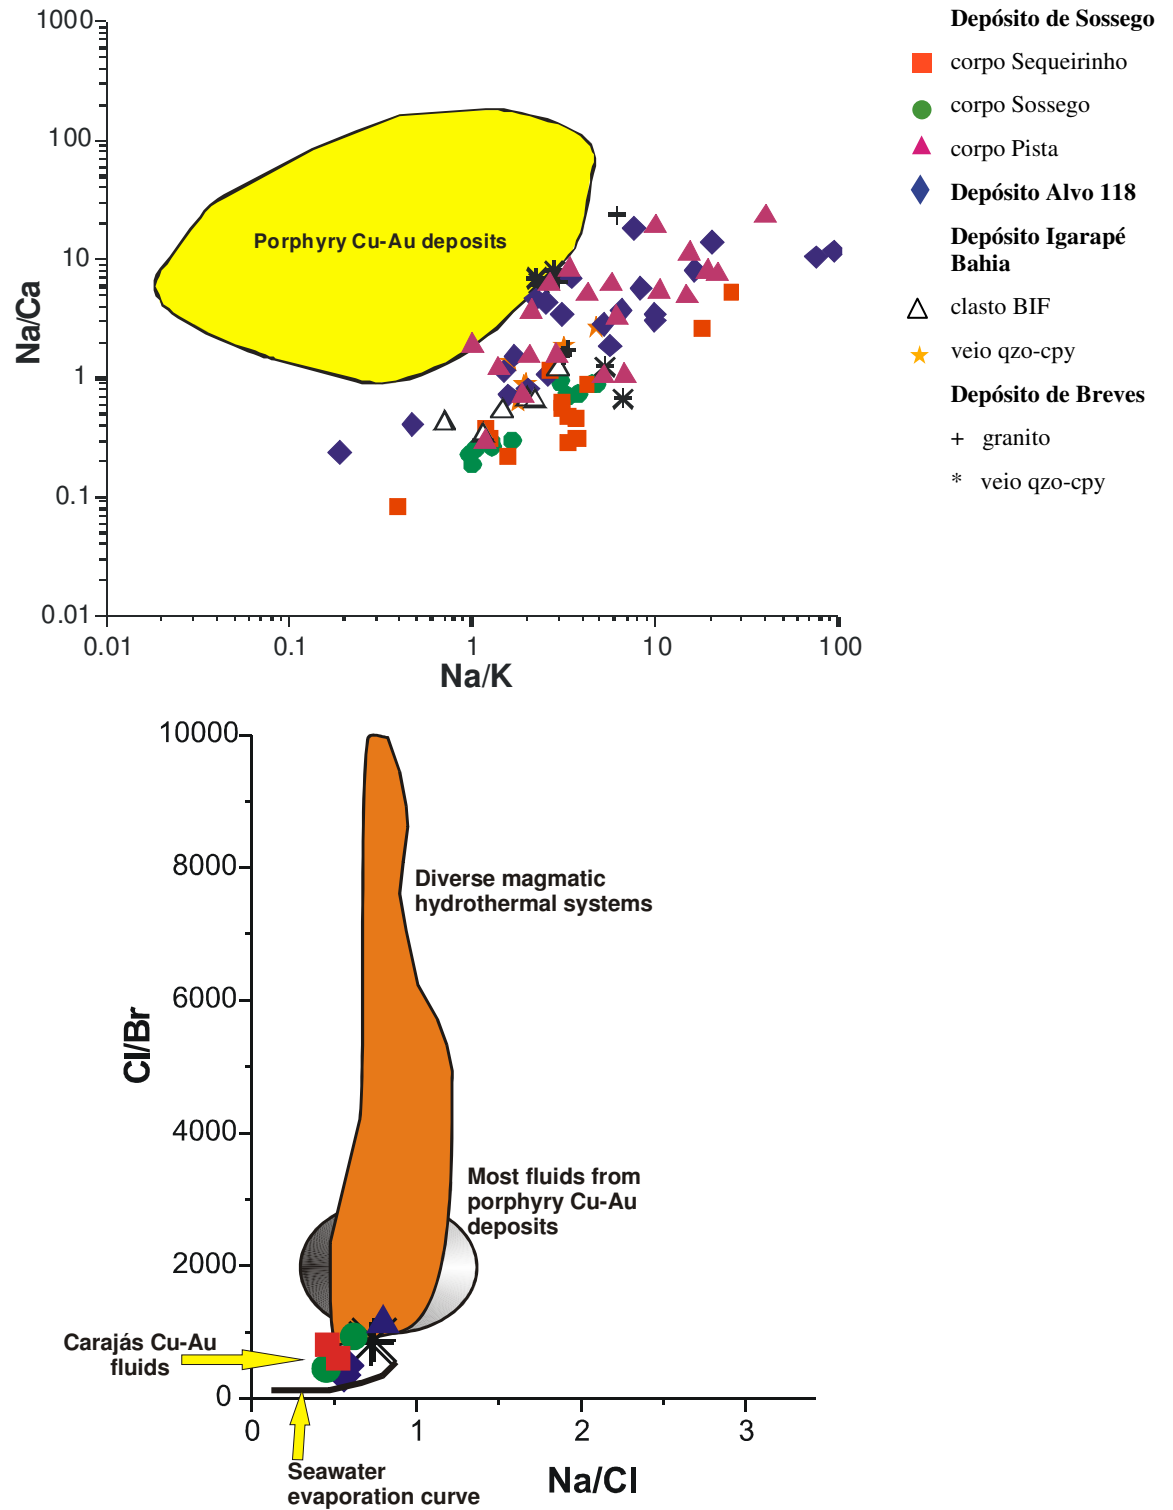 1000
100
10
1
0.1
0.01
Na/Ca
Porphyry Cu-Au deposits
0.01
0.1
1
10
100
Na/K
Depósito de Sossego
corpo Sequeirinho
corpo Sossego
corpo Pista
Depósito Alvo 118
Depósito Igarapé
Bahia
clasto BIF
veio qzo-cpy
Depósito de Breves
+ granito
* veio qzo-cpy
10000
8000
6000
4000
2000
0
Cl/Br
Diverse magmatic
hydrothermal systems
Most fluids from
porphyry Cu-Au
deposits
Carajás Cu-Au
fluids
0
1
2
3
Na/Cl
Seawater
evaporation curve